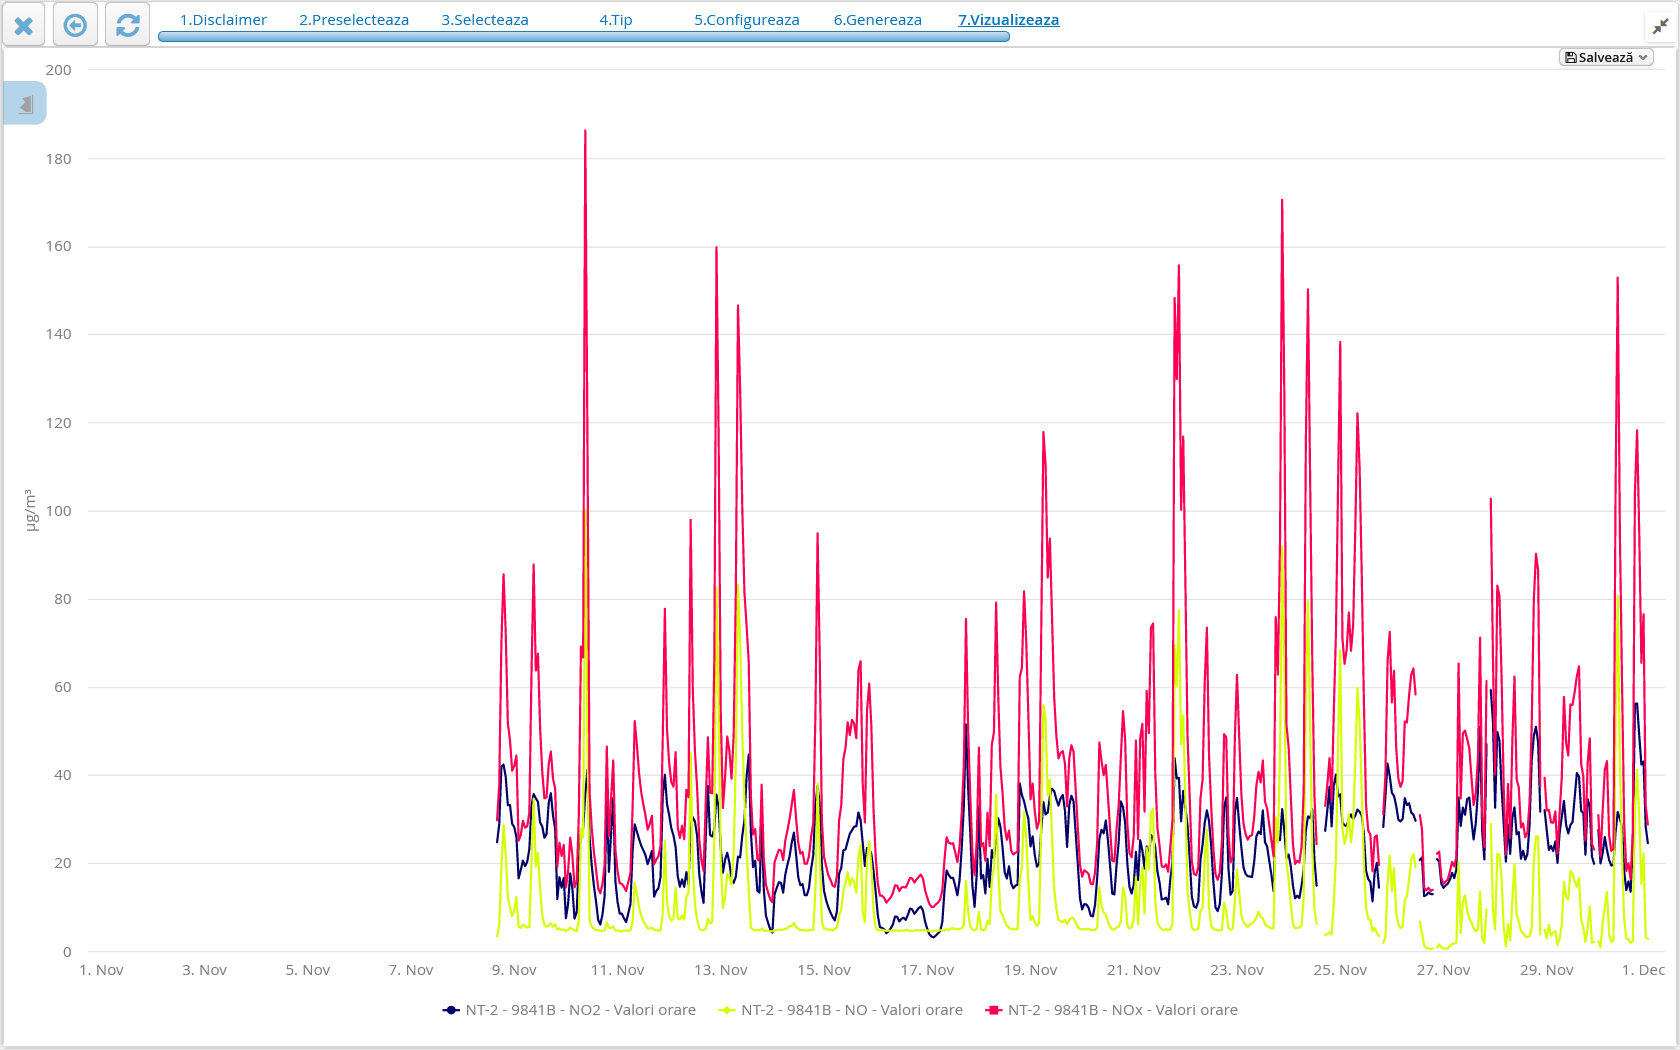 1.Disclaimer 2.Preselecteaza 3.Selecteaza 4.Tip 5.Configureaza 6.Genereaza 7.Vizualizeaza
Salvează
200
180
160
140
120
100
80
60
40
20
0
µg/m³
1. Nov 3. Nov 5. Nov 7. Nov 9. Nov 11. Nov 13. Nov 15. Nov 17. Nov 19. Nov 21. Nov 23. Nov 25. Nov 27. Nov 29. Nov 1. Dec
NT-2 - 9841B - NO2 - Valori orare NT-2 - 9841B - NO - Valori orare NT-2 - 9841B - NOx - Valori orare